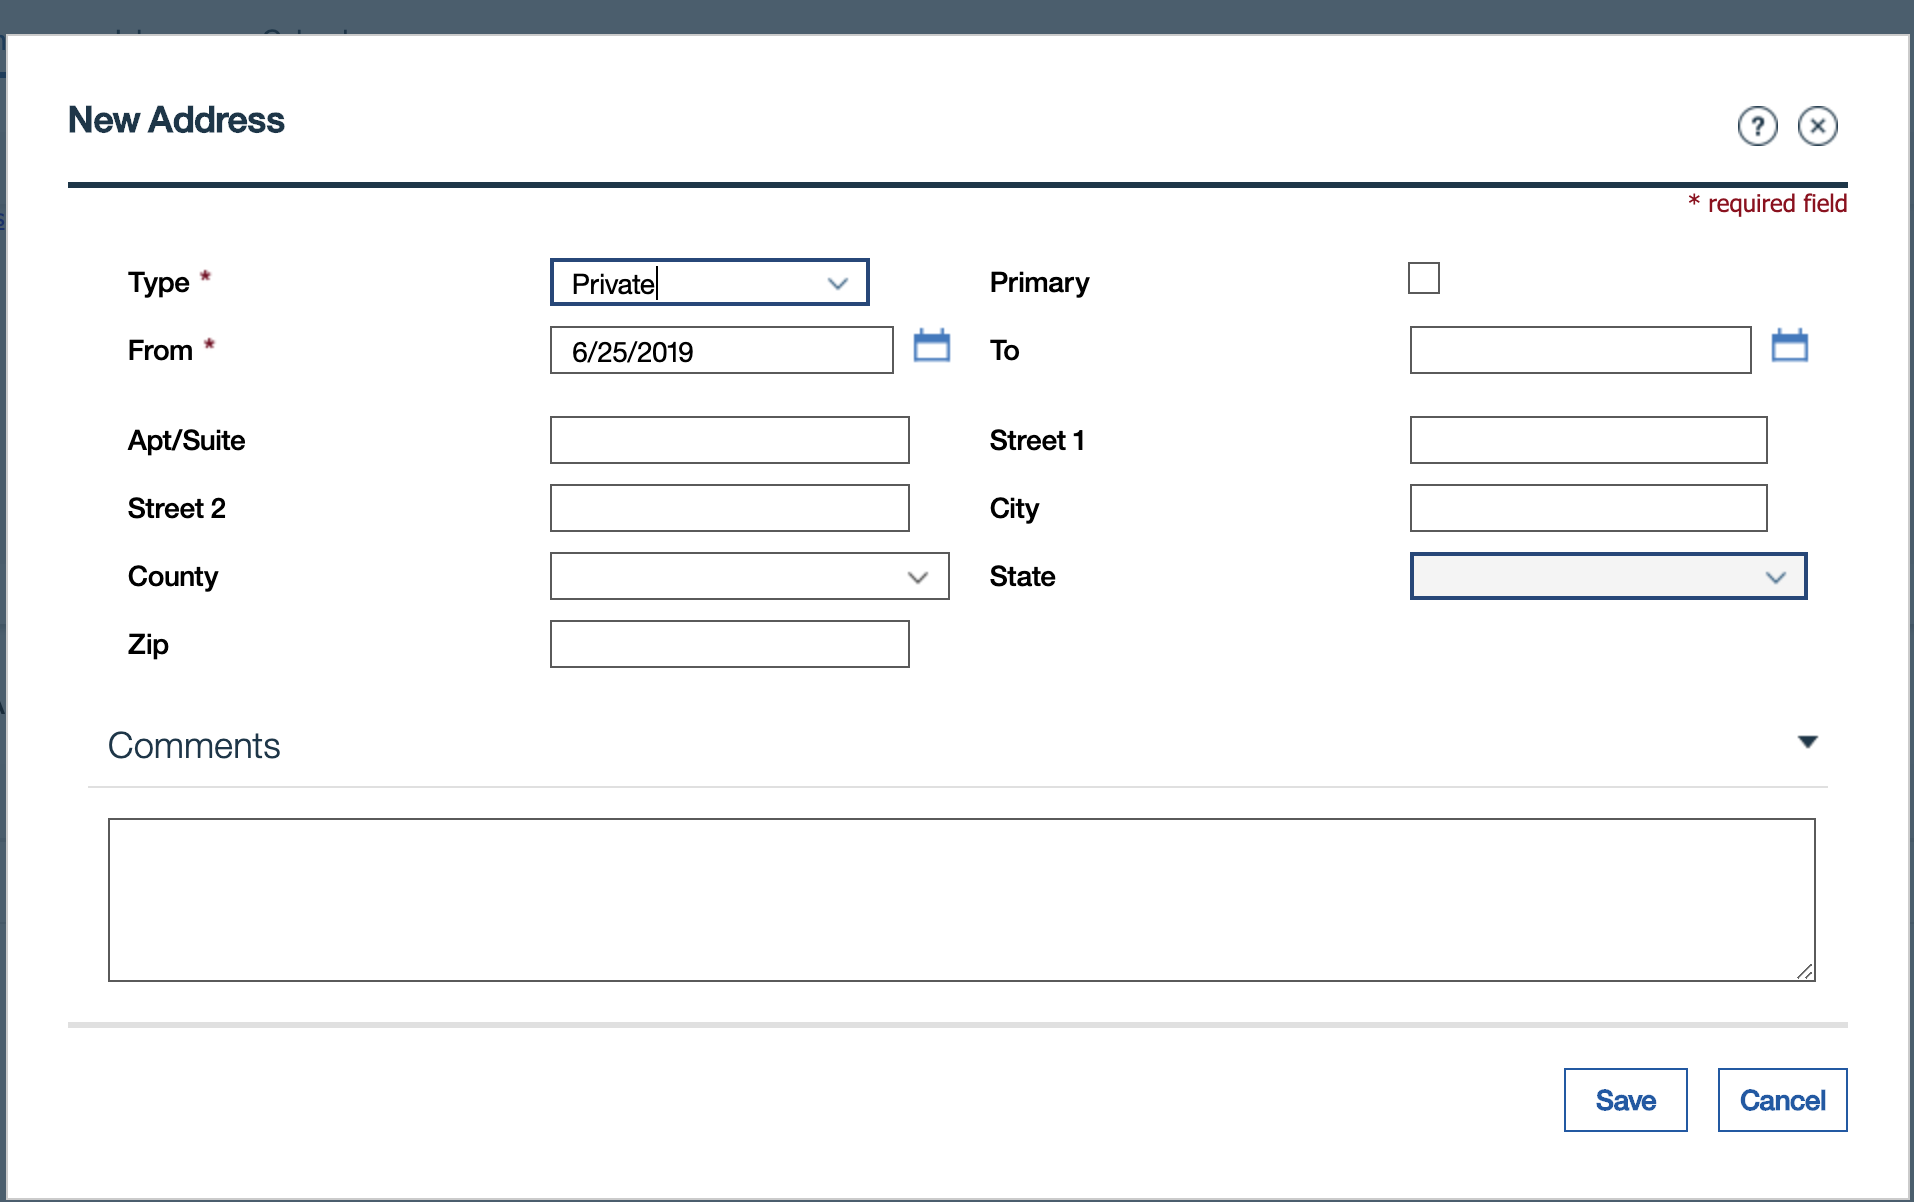 New Address
* required field
Type * Private Primary
From * 6/25/2019 To
Apt/Suite Street 1
Street 2 City
County State
Zip
Comments
Save Cancel